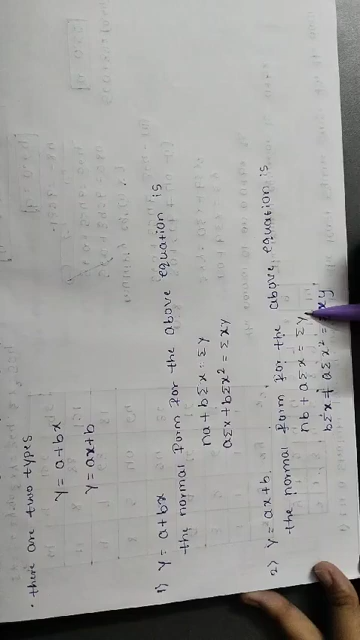 • there are two types
y = a+bx
y = ax+b
1) y = a+bx
the normal form for the above equation is
na + bΣx = Σy
aΣx + bΣx² = Σxy
2) y = ax+b
the normal form for the above equation is
nb + aΣx = Σy
bΣx + aΣx² = xy